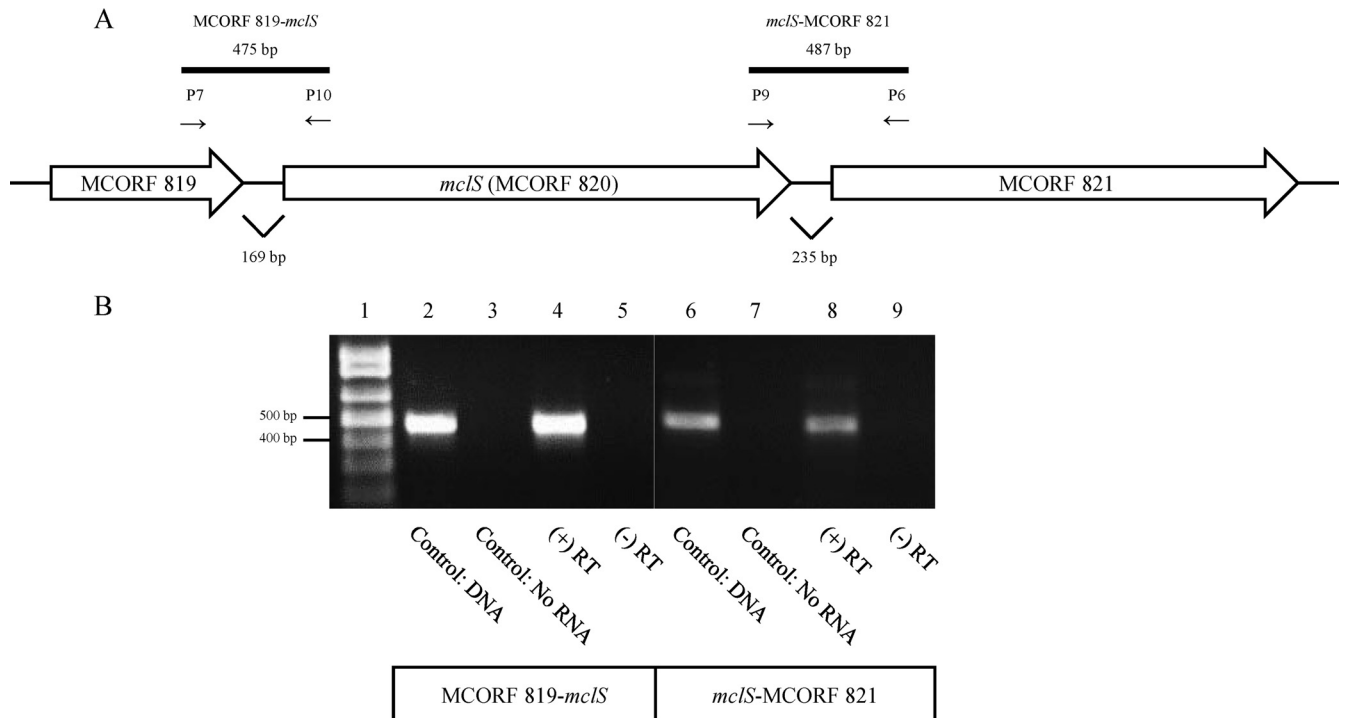 A
MCORF 819-mclS
mclS-MCORF 821
475 bp
487 bp
P7
P10
P9
P6
MCORF 819
mclS (MCORF 820)
MCORF 821
169 bp
235 bp
B
1 2 3 4 5 6 7 8 9
500 bp
400 bp
Control: DNA
Control: No RNA
(+) RT
(-) RT
Control: DNA
Control: No RNA
(+) RT
(-) RT
MCORF 819-mclS
mclS-MCORF 821